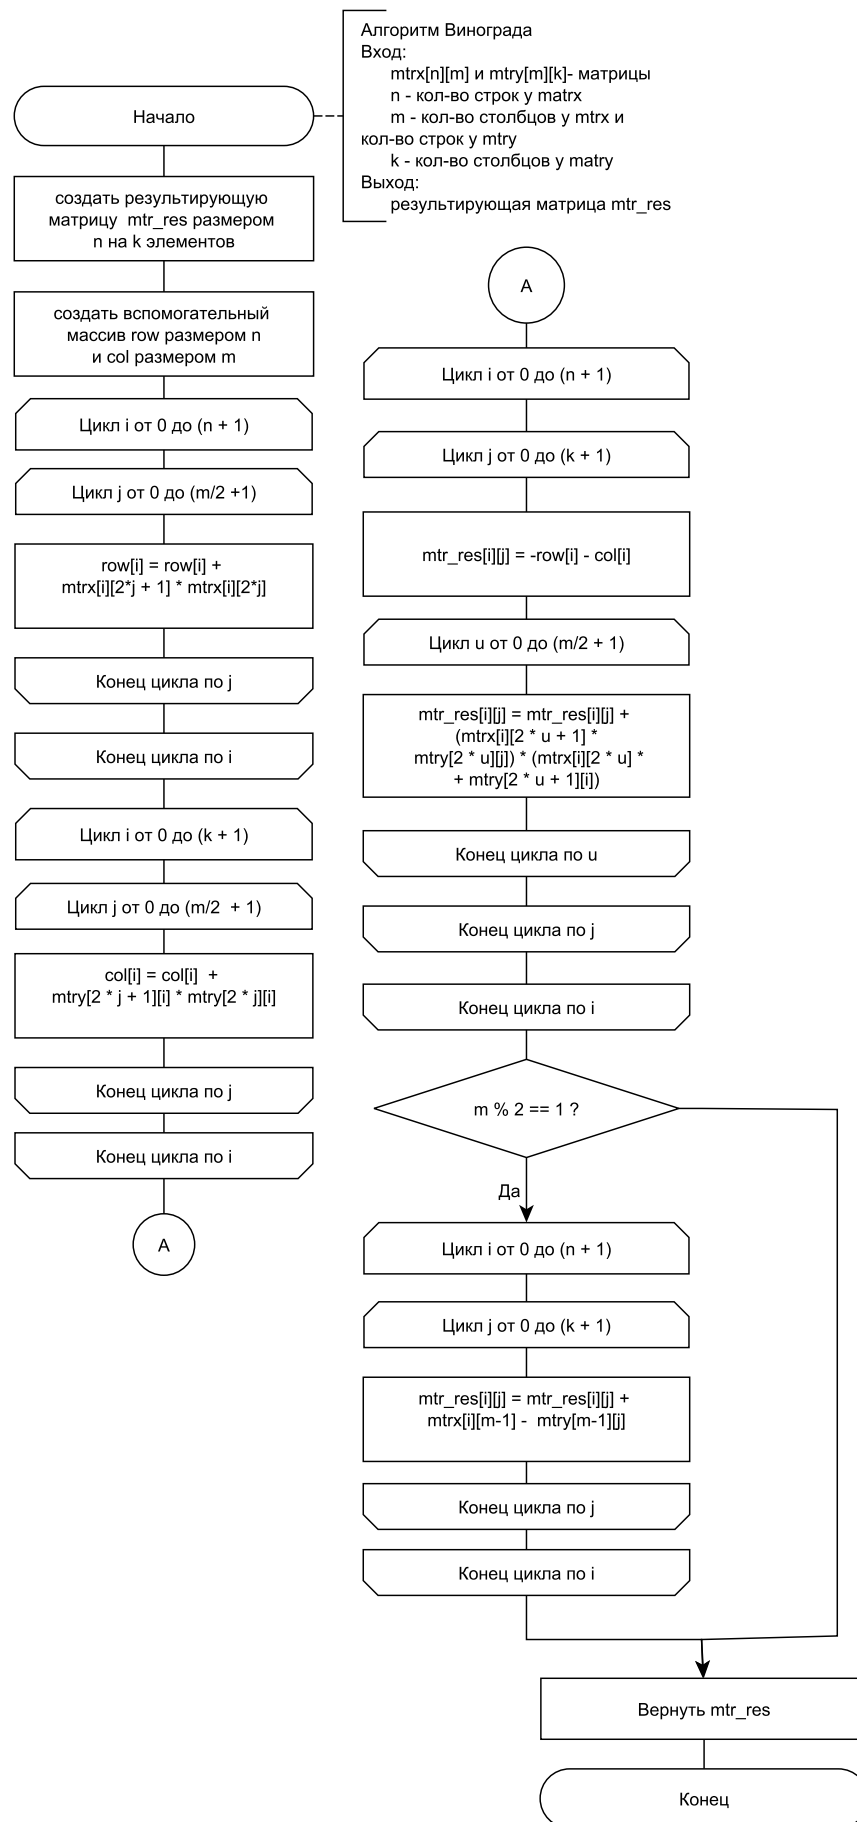 Алгоритм Винограда
Вход:
mtrx[n][m] и mtry[m][k]- матрицы
n - кол-во строк у matrx
m - кол-во столбцов у mtrx и
кол-во строк у mtry
k - кол-во столбцов у matry
Выход:
результирующая матрица mtr_res
Начало
создать результирующую
матрицу mtr_res размером
n на k элементов
создать вспомогательный
массив row размером n
и col размером m
Цикл i от 0 до (n + 1)
Цикл j от 0 до (m/2 +1)
row[i] = row[i] +
mtrx[i][2*j + 1] * mtrx[i][2*j]
Конец цикла по j
Конец цикла по i
Цикл i от 0 до (k + 1)
Цикл j от 0 до (m/2 + 1)
col[i] = col[i] +
mtry[2 * j + 1][i] * mtry[2 * j][i]
Конец цикла по j
Конец цикла по i
A
A
Цикл i от 0 до (n + 1)
Цикл j от 0 до (k + 1)
mtr_res[i][j] = -row[i] - col[i]
Цикл u от 0 до (m/2 + 1)
mtr_res[i][j] = mtr_res[i][j] +
(mtrx[i][2 * u + 1] *
mtry[2 * u][j]) * (mtrx[i][2 * u] *
+ mtry[2 * u + 1][i])
Конец цикла по u
Конец цикла по j
Конец цикла по i
m % 2 == 1 ?
Да
Цикл i от 0 до (n + 1)
Цикл j от 0 до (k + 1)
mtr_res[i][j] = mtr_res[i][j] +
mtrx[i][m-1] - mtry[m-1][j]
Конец цикла по j
Конец цикла по i
Вернуть mtr_res
Конец